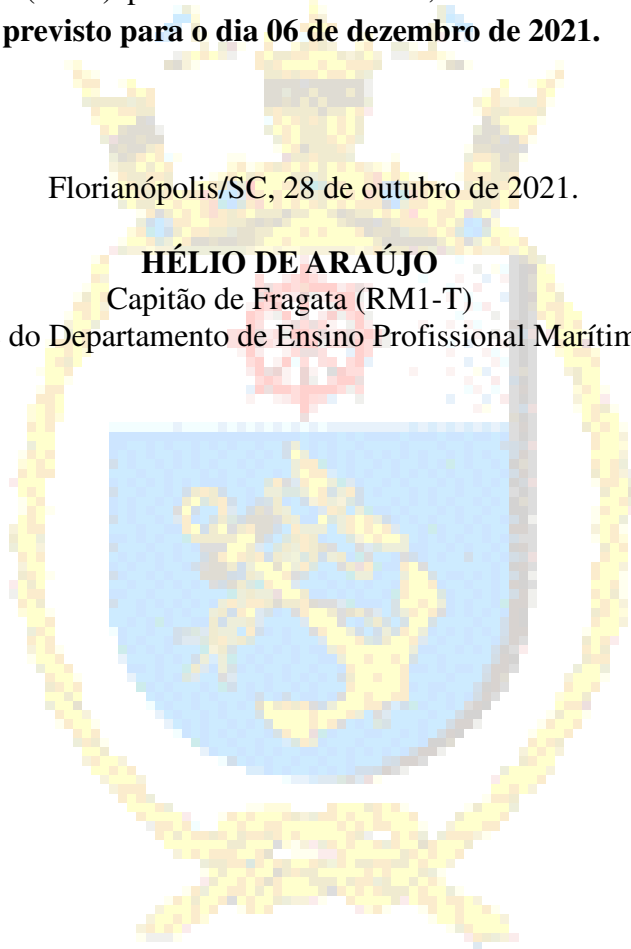 previsto para o dia 06 de dezembro de 2021.
Florianópolis/SC, 28 de outubro de 2021.
HÉLIO DE ARAÚJO
Capitão de Fragata (RM1-T)
do Departamento de Ensino Profissional Marítim